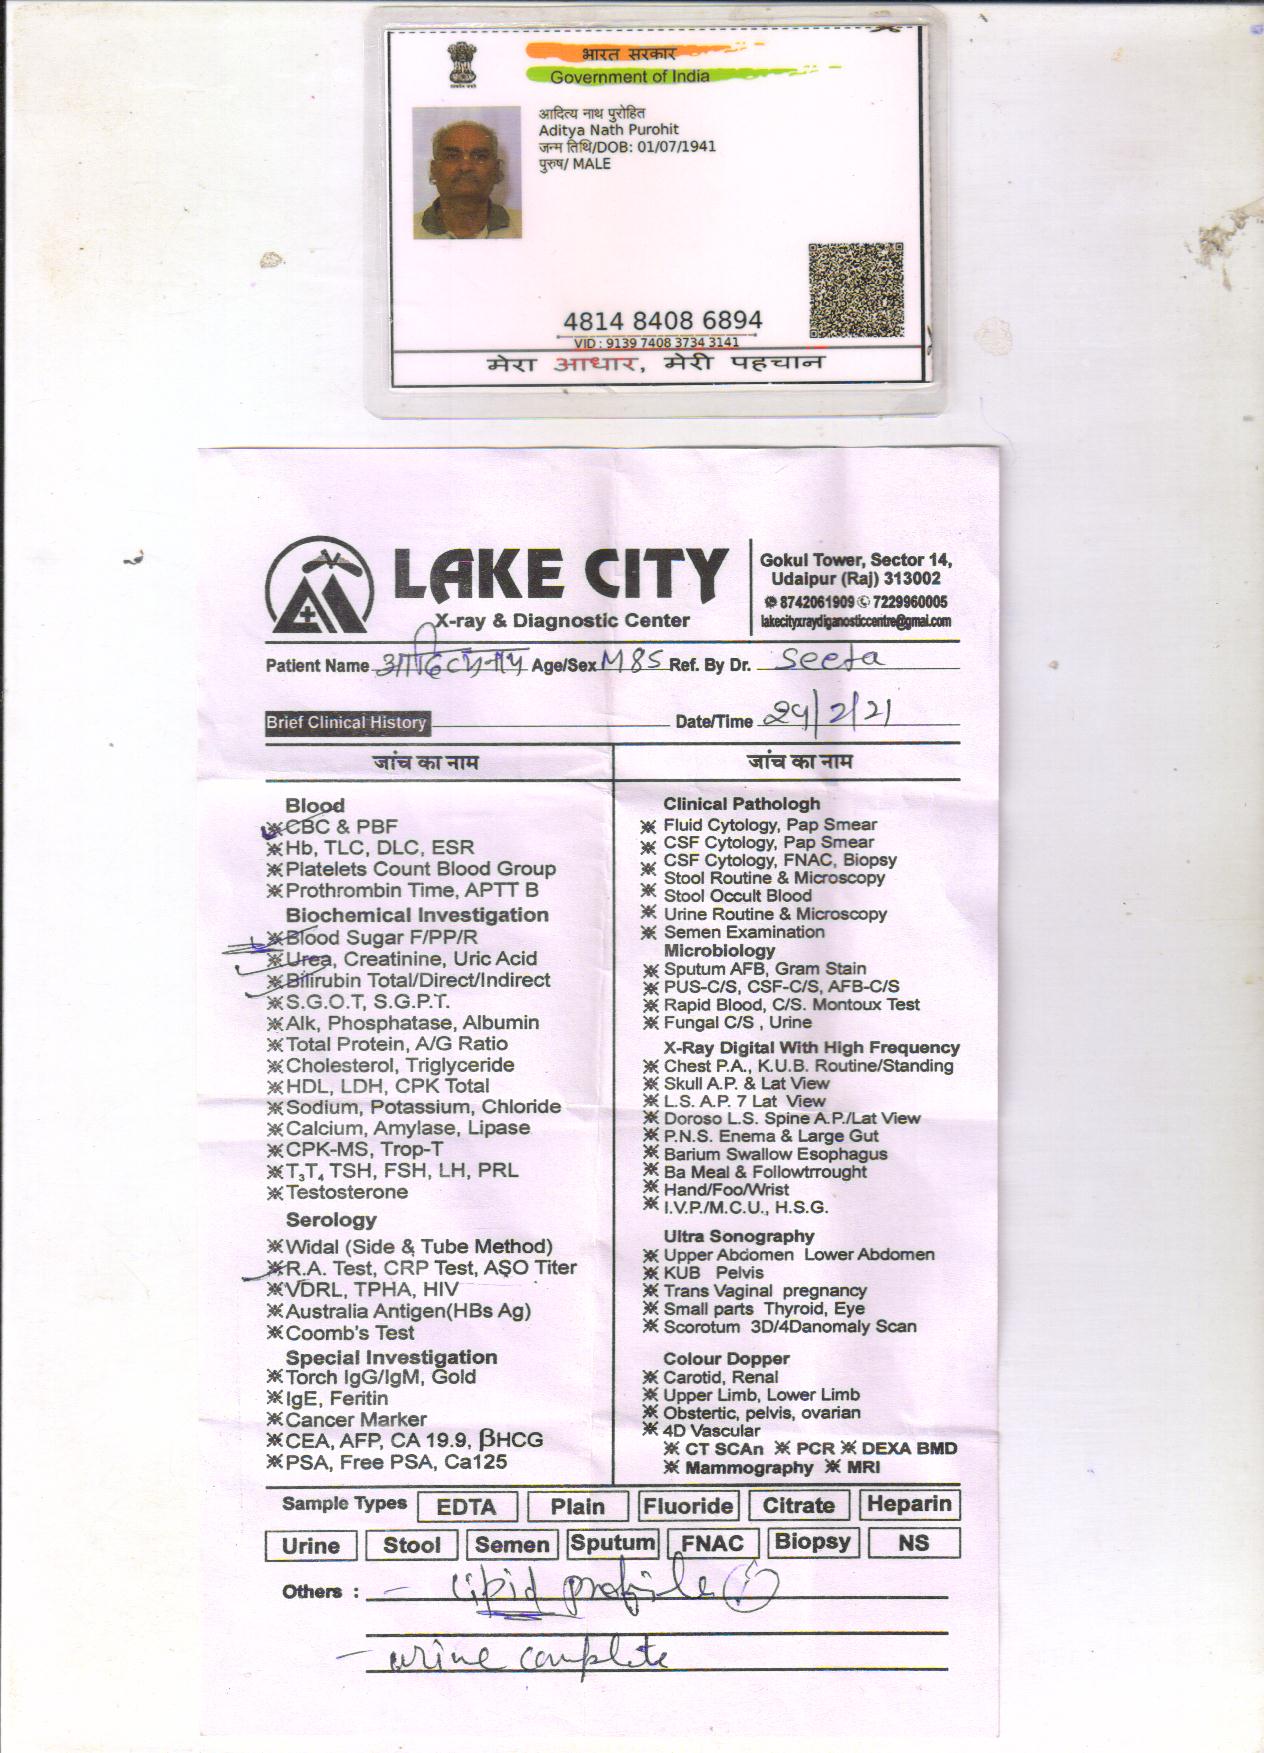 भारत सरकार
Government of India
आदित्य नाथ पुरोहित
Aditya Nath Purohit
जन्म तिथि/DOB: 01/07/1941
पुरुष/ MALE
4814 8408 6894
VID : 9139 7408 3734 3141
मेरा आधार, मेरी पहचान
LAKE CITY
X-ray & Diagnostic Center
Gokul Tower, Sector 14,
Udaipur (Raj) 313002
8742061909 7229960005
lakecityxraydiganosticcentre@gmal.com
Patient Name आदित्यनाथ Age/Sex M 85 Ref. By Dr. Seeta
Brief Clinical History Date/Time 29/2/21
जांच का नाम
Blood
CBC & PBF
Hb, TLC, DLC, ESR
Platelets Count Blood Group
Prothrombin Time, APTT B
Biochemical Investigation
Blood Sugar F/PP/R
Urea, Creatinine, Uric Acid
Bilirubin Total/Direct/Indirect
S.G.O.T, S.G.P.T.
Alk, Phosphatase, Albumin
Total Protein, A/G Ratio
Cholesterol, Triglyceride
HDL, LDH, CPK Total
Sodium, Potassium, Chloride
Calcium, Amylase, Lipase
CPK-MS, Trop-T
T₃T₄ TSH, FSH, LH, PRL
Testosterone
Serology
Widal (Side & Tube Method)
R.A. Test, CRP Test, ASO Titer
VDRL, TPHA, HIV
Australia Antigen(HBs Ag)
Coomb's Test
Special Investigation
Torch IgG/IgM, Gold
IgE, Feritin
Cancer Marker
CEA, AFP, CA 19.9, βHCG
PSA, Free PSA, Ca125
जांच का नाम
Clinical Pathologh
Fluid Cytology, Pap Smear
CSF Cytology, Pap Smear
CSF Cytology, FNAC, Biopsy
Stool Routine & Microscopy
Stool Occult Blood
Urine Routine & Microscopy
Semen Examination
Microbiology
Sputum AFB, Gram Stain
PUS-C/S, CSF-C/S, AFB-C/S
Rapid Blood, C/S. Montoux Test
Fungal C/S , Urine
X-Ray Digital With High Frequency
Chest P.A., K.U.B. Routine/Standing
Skull A.P. & Lat View
L.S. A.P. 7 Lat View
Doroso L.S. Spine A.P./Lat View
P.N.S. Enema & Large Gut
Barium Swallow Esophagus
Ba Meal & Followtrrought
Hand/Foo/Wrist
I.V.P./M.C.U., H.S.G.
Ultra Sonography
Upper Abdomen Lower Abdomen
KUB Pelvis
Trans Vaginal pregnancy
Small parts Thyroid, Eye
Scorotum 3D/4Danomaly Scan
Colour Dopper
Carotid, Renal
Upper Limb, Lower Limb
Obstertic, pelvis, ovarian
4D Vascular
CT SCAn PCR DEXA BMD
Mammography MRI
Sample Types EDTA Plain Fluoride Citrate Heparin
Urine Stool Semen Sputum FNAC Biopsy NS
Others : - Lipid profile
- urine complete